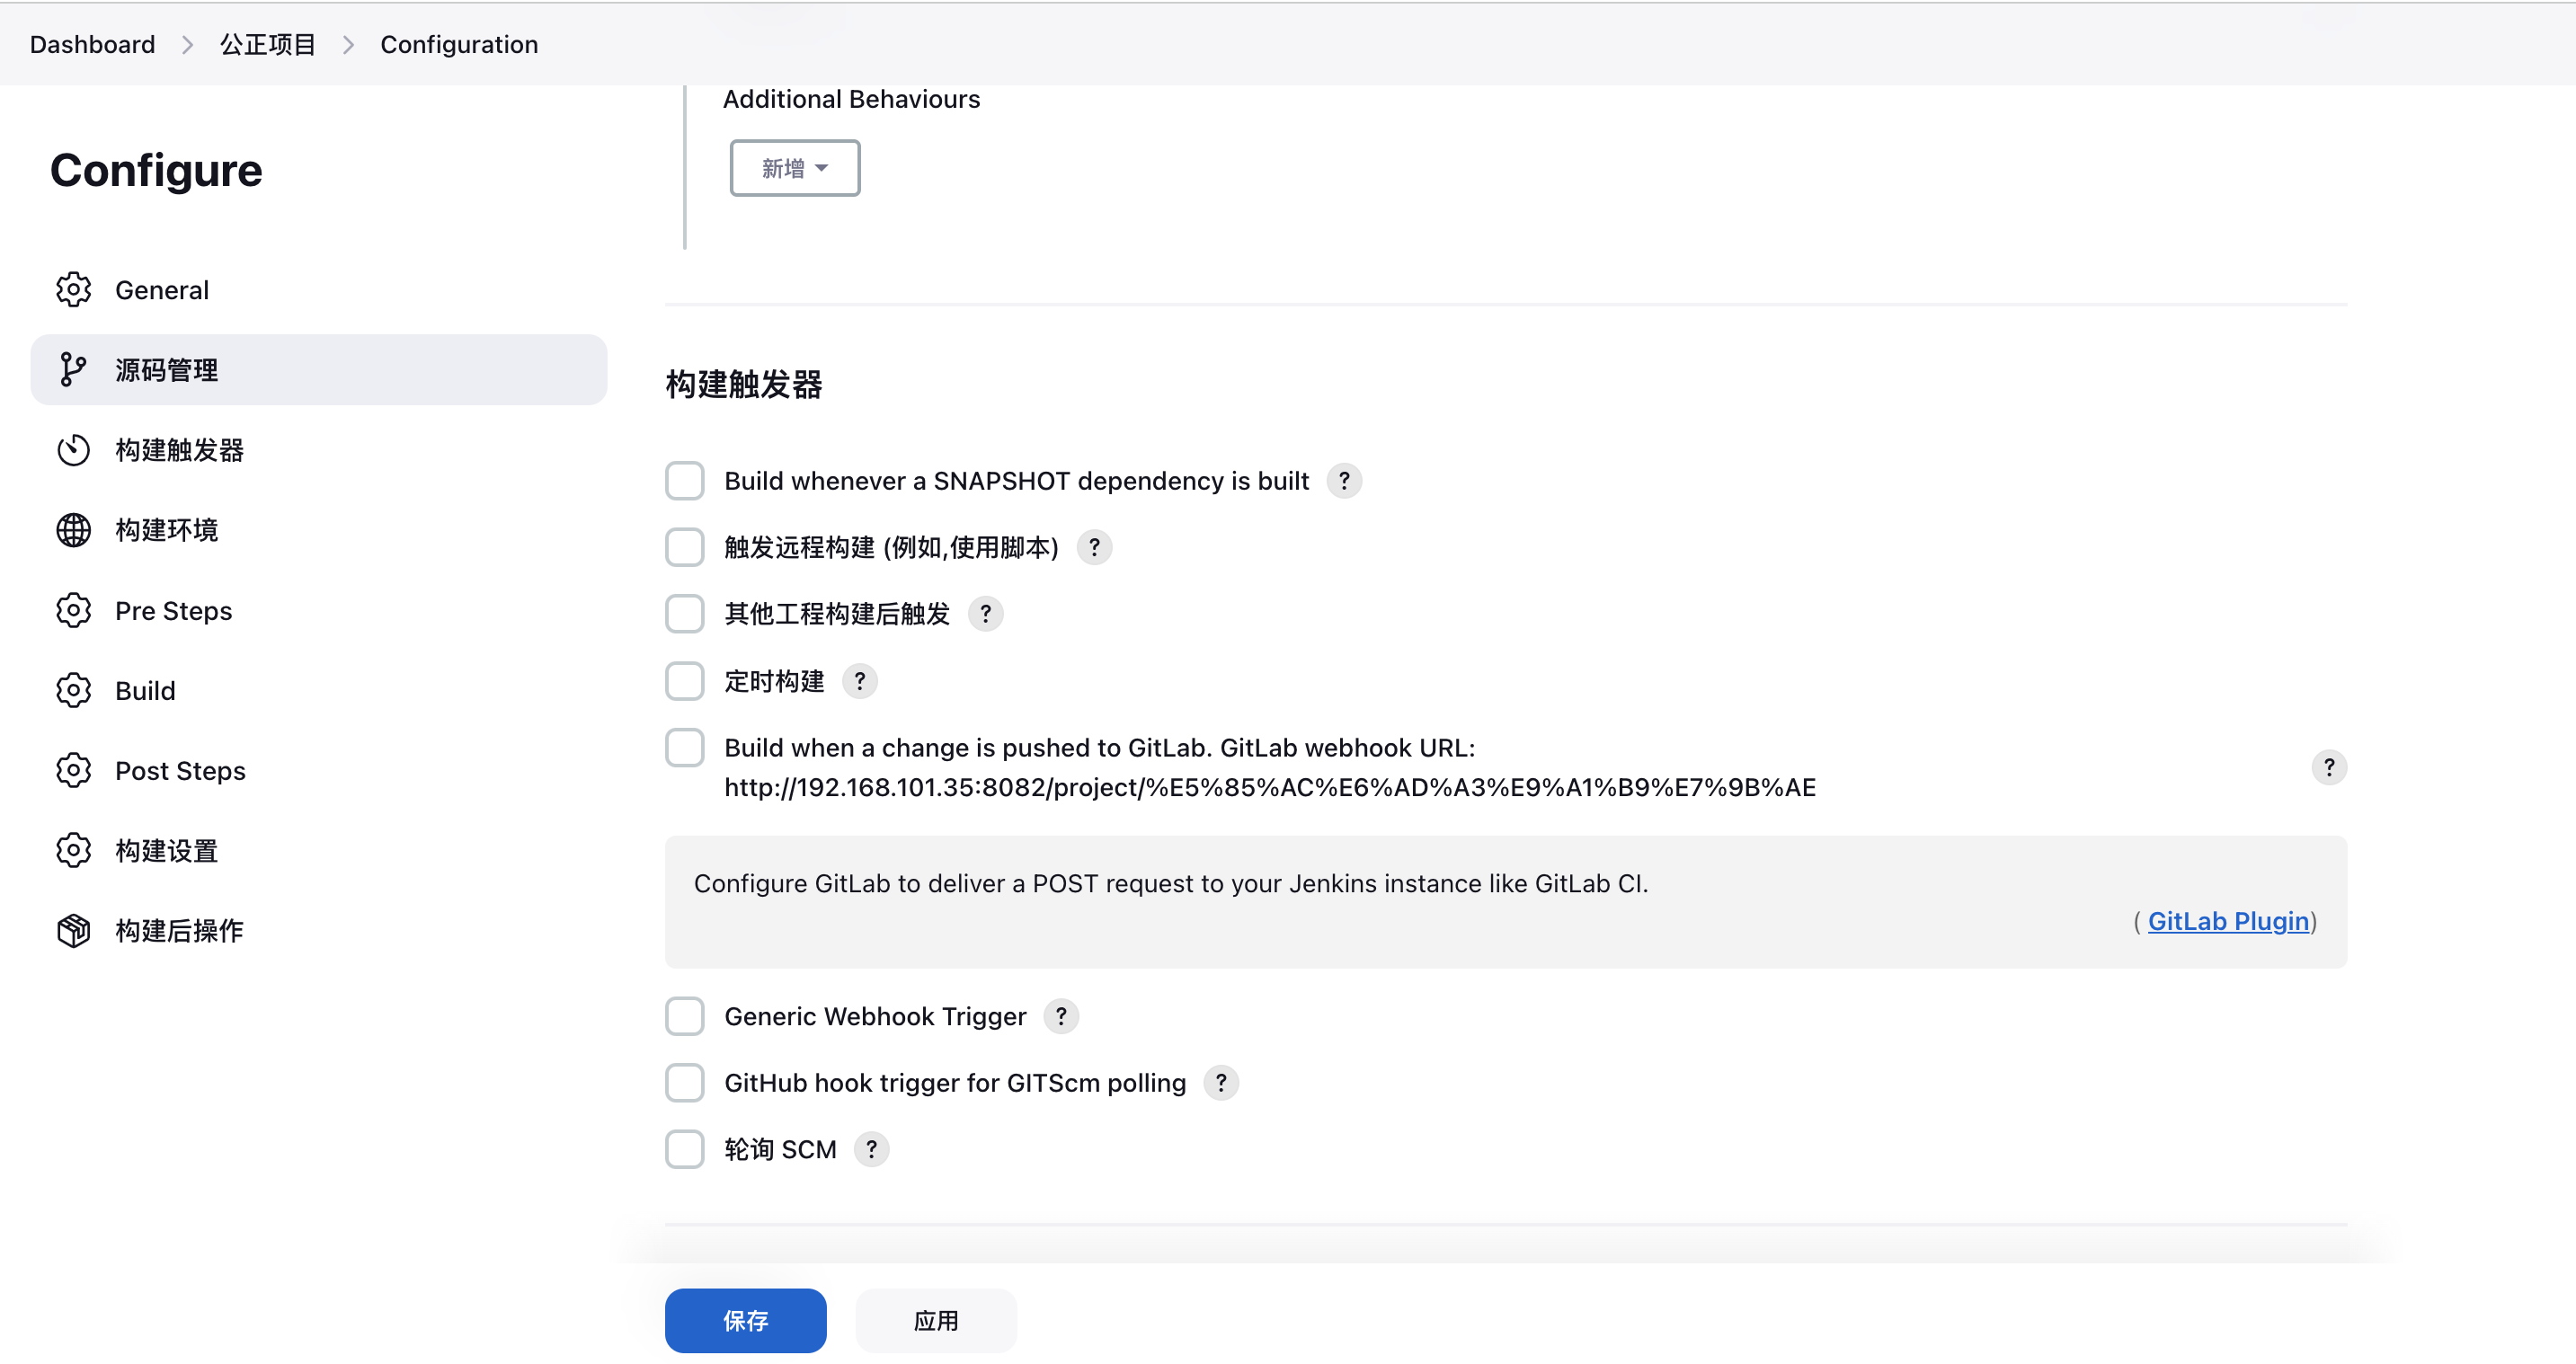 Dashboard > 公正项目 > Configuration
Configure
General
源码管理
构建触发器
构建环境
Pre Steps
Build
Post Steps
构建设置
构建后操作
Additional Behaviours
新增
构建触发器
Build whenever a SNAPSHOT dependency is built ?
触发远程构建 (例如,使用脚本) ?
其他工程构建后触发 ?
定时构建 ?
Build when a change is pushed to GitLab. GitLab webhook URL:
http://192.168.101.35:8082/project/%E5%85%AC%E6%AD%A3%E9%A1%B9%E7%9B%AE ?
Configure GitLab to deliver a POST request to your Jenkins instance like GitLab CI.
( GitLab Plugin)
Generic Webhook Trigger ?
GitHub hook trigger for GITScm polling ?
轮询 SCM ?
保存
应用